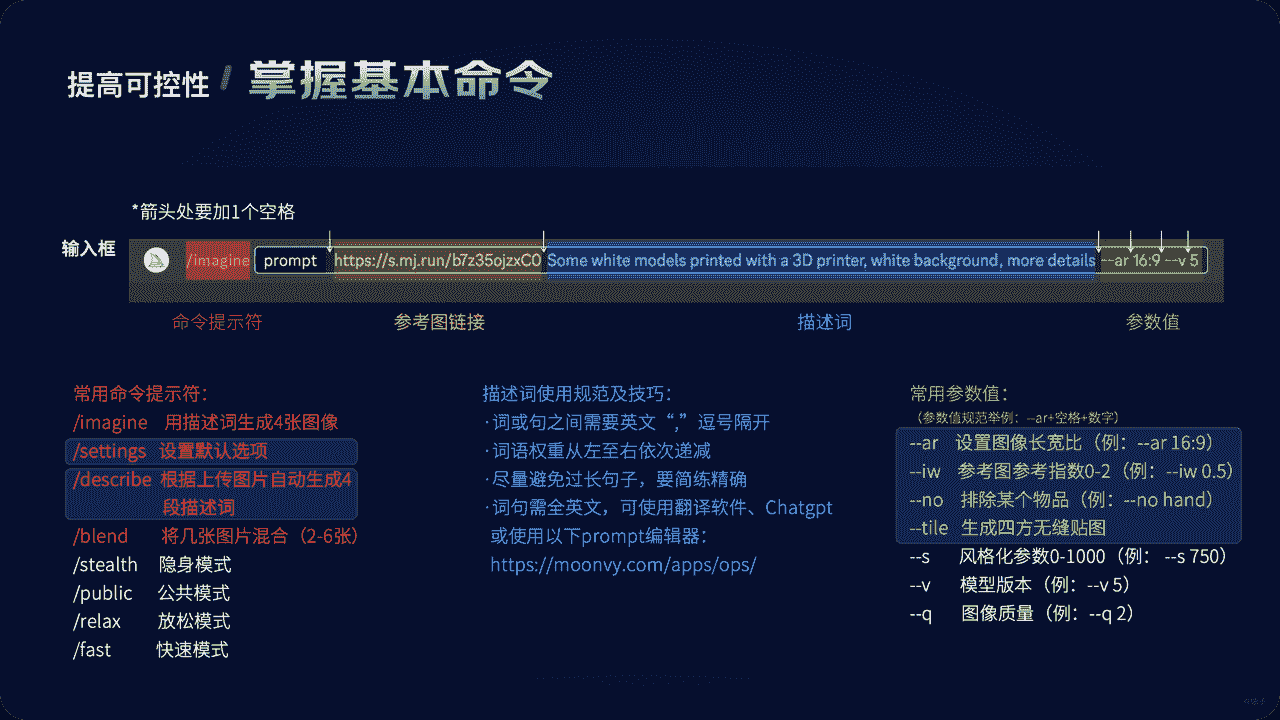 提高可控性 / 掌握基本命令
*箭头处要加1个空格
输入框
/imagine prompt https://s.mj.run/b7z35ojzxC0 Some white models printed with a 3D printer, white background, more details --ar 16:9 --v 5
命令提示符 参考图链接 描述词 参数值
常用命令提示符：
/imagine 用描述词生成4张图像
/settings 设置默认选项
/describe 根据上传图片自动生成4
段描述词
/blend 将几张图片混合（2-6张）
/stealth 隐身模式
/public 公共模式
/relax 放松模式
/fast 快速模式
描述词使用规范及技巧：
·词或句之间需要英文“,”逗号隔开
·词语权重从左至右依次递减
·尽量避免过长句子，要简练精确
·词句需全英文，可使用翻译软件、Chatgpt
或使用以下prompt编辑器：
https://moonvy.com/apps/ops/
常用参数值：
（参数值规范举例：--ar+空格+数字）
--ar 设置图像长宽比（例：--ar 16:9）
--iw 参考图参考指数0-2（例：--iw 0.5）
--no 排除某个物品（例：--no hand）
--tile 生成四方无缝贴图
--s 风格化参数0-1000（例： --s 750）
--v 模型版本（例：--v 5）
--q 图像质量（例：--q 2）